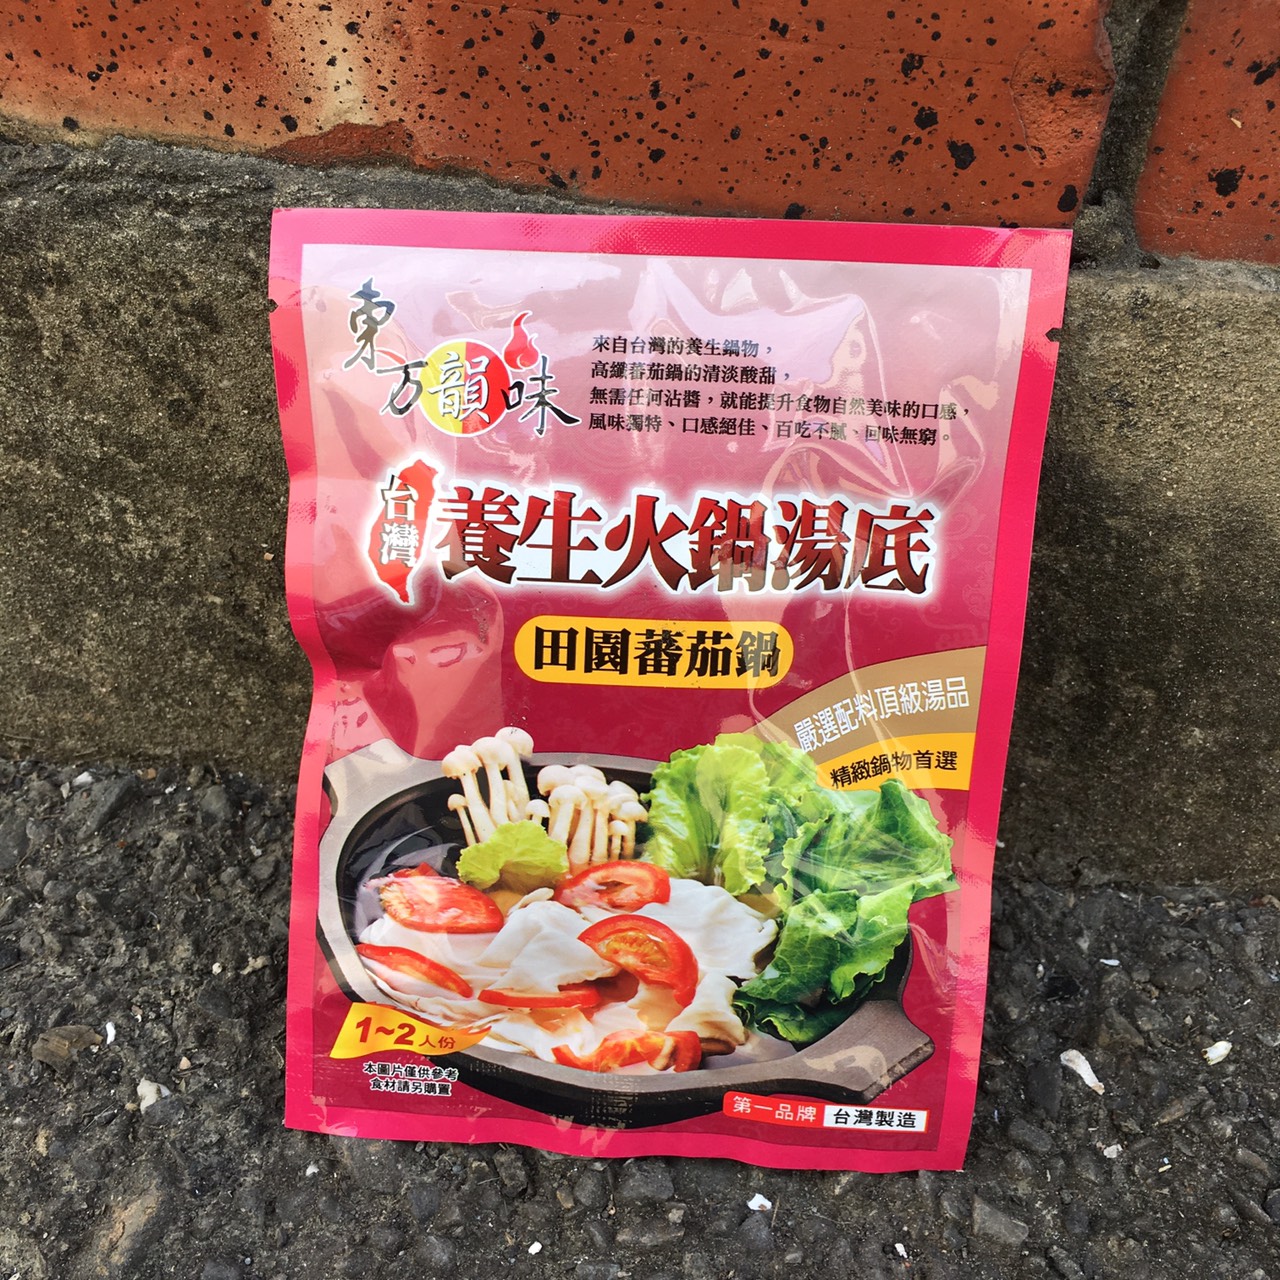 東方韻味
來自台灣的養生鍋物，
高纖蕃茄鍋的清淡酸甜，
無需任何沾醬，就能提升食物自然美味的口感，
風味獨特、口感絕佳、百吃不膩、回味無窮。
台灣
養生火鍋湯底
田園蕃茄鍋
嚴選配料頂級湯品
精緻鍋物首選
1~2人份
本圖片僅供參考
食材請另購置
第一品牌 台灣製造